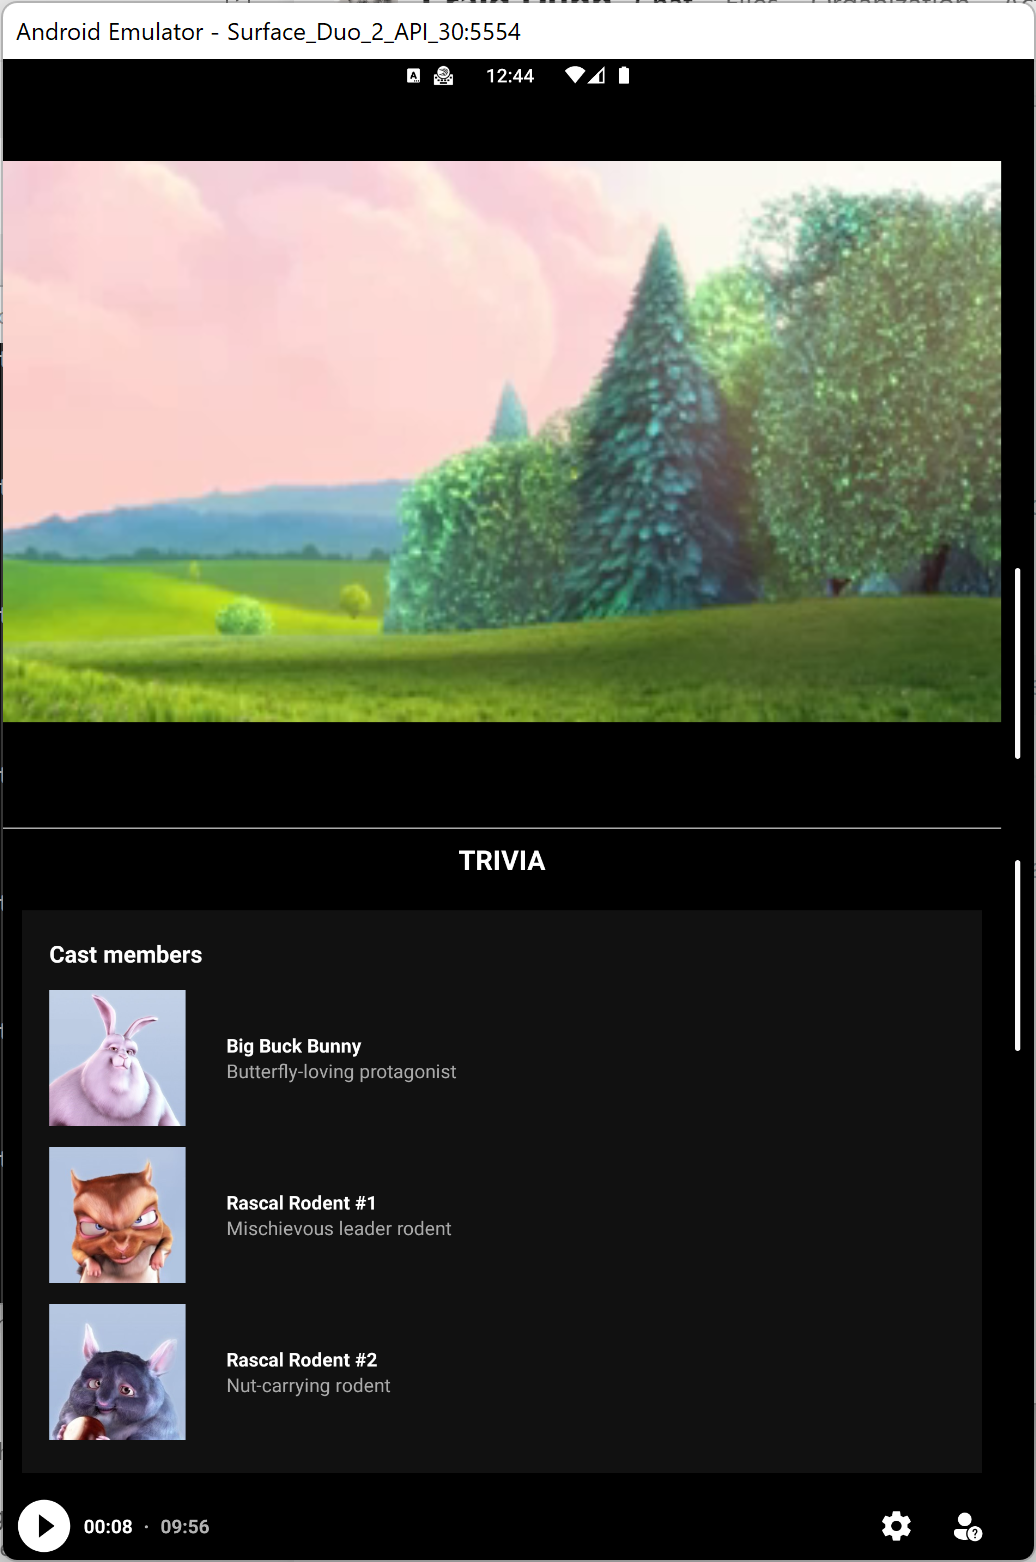 Android Emulator - Surface_Duo_2_API_30:5554
12:44
TRIVIA
Cast members
Big Buck Bunny
Butterfly-loving protagonist
Rascal Rodent #1
Mischievous leader rodent
Rascal Rodent #2
Nut-carrying rodent
00:08 · 09:56